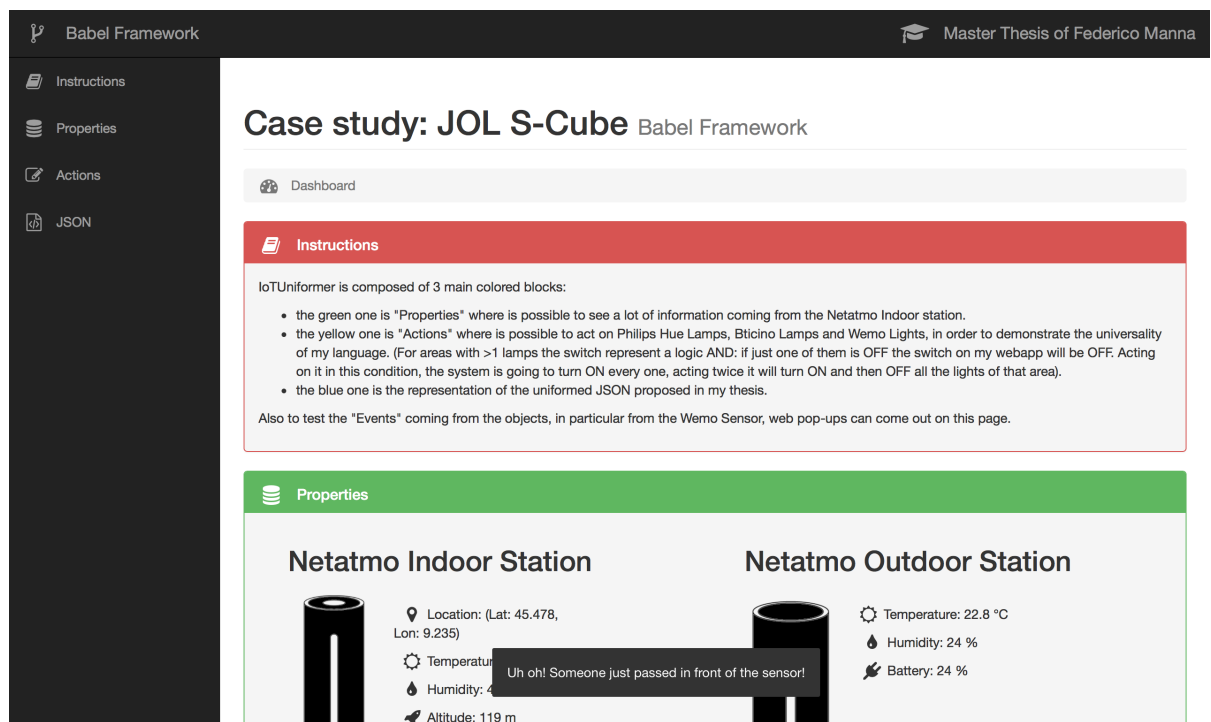 Babel Framework
Master Thesis of Federico Manna
Instructions
Properties
Actions
JSON
Case study: JOL S-Cube Babel Framework
Dashboard
Instructions
IoTUniformer is composed of 3 main colored blocks:
the green one is "Properties" where is possible to see a lot of information coming from the Netatmo Indoor station.
the yellow one is "Actions" where is possible to act on Philips Hue Lamps, Bticino Lamps and Wemo Lights, in order to demonstrate the universality
of my language. (For areas with >1 lamps the switch represent a logic AND: if just one of them is OFF the switch on my webapp will be OFF. Acting
on it in this condition, the system is going to turn ON every one, acting twice it will turn ON and then OFF all the lights of that area).
the blue one is the representation of the uniformed JSON proposed in my thesis.
Also to test the "Events" coming from the objects, in particular from the Wemo Sensor, web pop-ups can come out on this page.
Properties
Netatmo Indoor Station
Location: (Lat: 45.478,
Lon: 9.235)
Humidity:
Altitude: 119 m
Netatmo Outdoor Station
Temperature: 22.8 °C
Humidity: 24 %
Battery: 24 %
Uh oh! Someone just passed in front of the sensor!